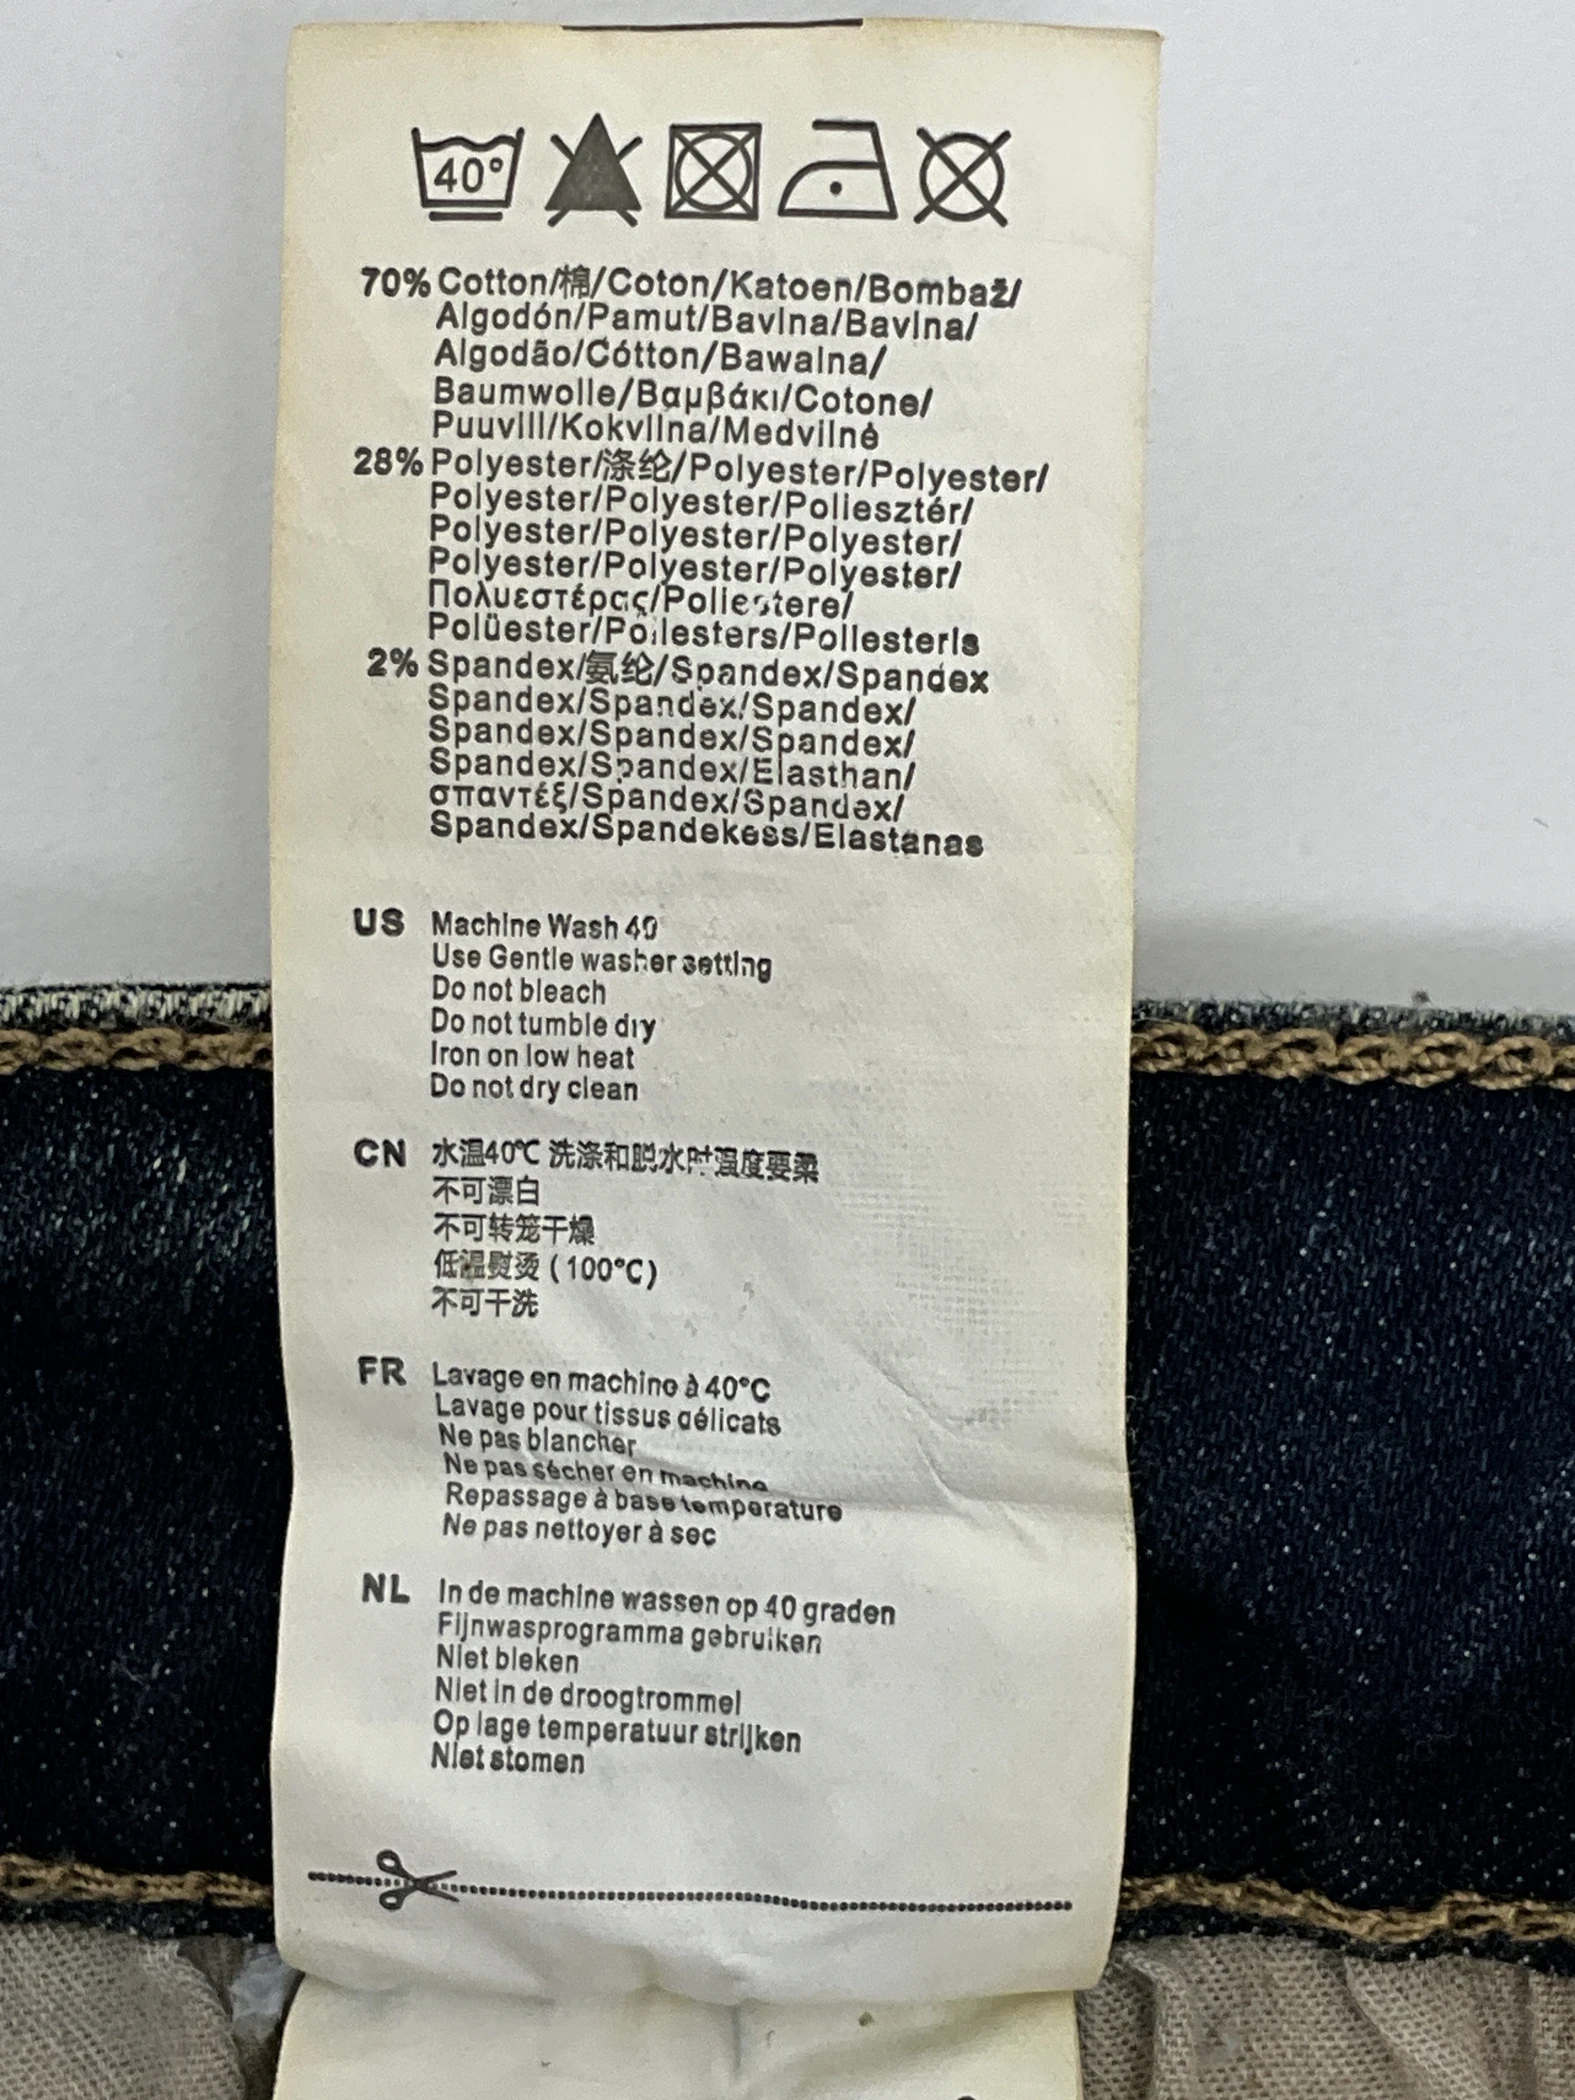 40°
70% Cotton/棉/Coton/Katoen/Bombaž/
Algodón/Pamut/Bavlna/Bavlna/
Algodão/Cótton/Bawalna/
Baumwolle/Βαμβάκι/Cotone/
Puuvill/Kokvilna/Medvilnė
28% Polyester/涤纶/Polyester/Polyester/
Polyester/Polyester/Poliesztér/
Polyester/Polyester/Polyester/
Polyester/Polyester/Polyester/
Πολυεστέρας/Poliestere/
Polüester/Poilesters/Poliesteris
2% Spandex/氨纶/Spandex/Spandex
Spandex/Spandex/Spandex/
Spandex/Spandex/Spandex/
Spandex/Spandex/Elasthan/
σπαντέξ/Spandex/Spandex/
Spandex/Spandekess/Elastanas
US Machine Wash 40
Use Gentle washer setting
Do not bleach
Do not tumble dry
Iron on low heat
Do not dry clean
CN 水温40℃ 洗涤和脱水时强度要柔
不可漂白
不可转笼干燥
低温熨烫 (100℃)
不可干洗
FR Lavage en machine à 40°C
Lavage pour tissus délicats
Ne pas blancher
Ne pas sécher en machine
Repassage à base temperature
Ne pas nettoyer à sec
NL In de machine wassen op 40 graden
Fijnwasprogramma gebruiken
Niet bleken
Niet in de droogtrommel
Op lage temperatuur strijken
Niet stomen